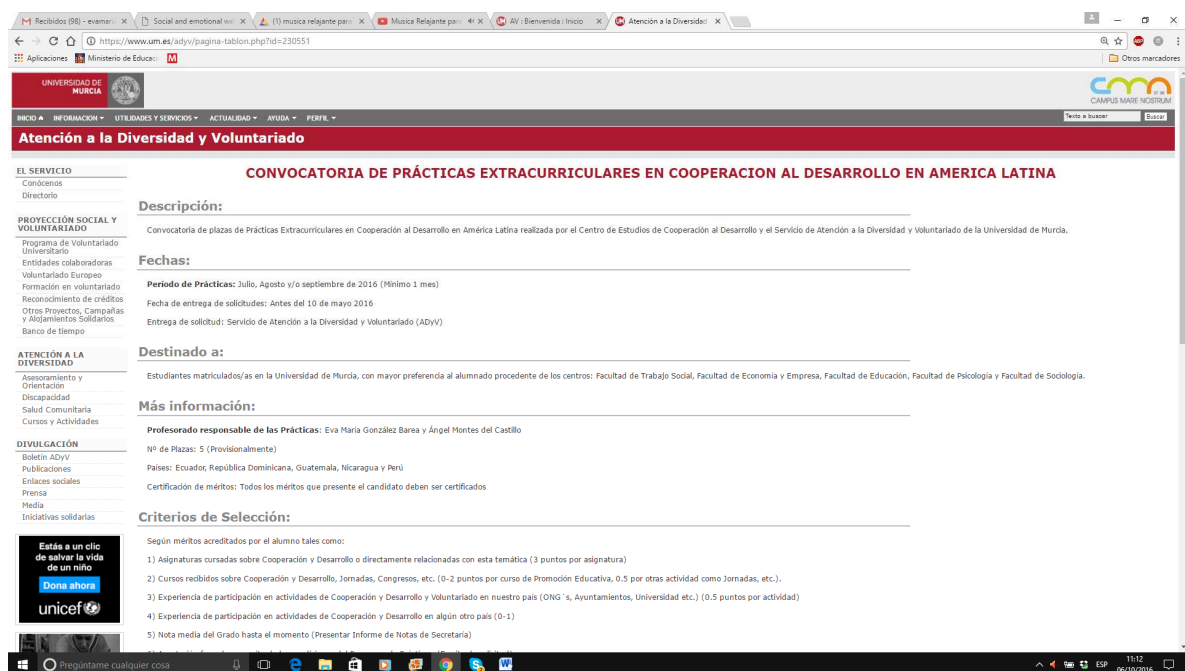 Recibidos (98) - evamari
Social and emotional we
(1) musica relajante para
Musica Relajante par
AV : Bienvenida : Inicio
Atención a la Diversidad
https://www.um.es/adyv/pagina-tablon.php?id=230551
Aplicaciones
Ministerio de Educac
Otros marcadores
UNIVERSIDAD DE
MURCIA
CAMPUS MARE NOSTRUM
INICIO INFORMACION UTILIDADES Y SERVICIOS ACTUALIDAD AYUDA PERFIL
Texto a buscar
Buscar
Atención a la Diversidad y Voluntariado
EL SERVICIO
Conócenos
Directorio
PROYECCIÓN SOCIAL Y
VOLUNTARIADO
Programa de Voluntariado
Universitario
Entidades colaboradoras
Voluntariado Europeo
Formación en voluntariado
Reconocimiento de créditos
Otros Proyectos, Campañas
y Alojamientos Solidarios
Banco de tiempo
ATENCIÓN A LA
DIVERSIDAD
Asesoramiento y
Orientación
Discapacidad
Salud Comunitaria
Cursos y Actividades
DIVULGACIÓN
Boletín ADyV
Publicaciones
Enlaces sociales
Prensa
Media
Iniciativas solidarias
Estás a un clic
de salvar la vida
de un niño
Dona ahora
unicef
CONVOCATORIA DE PRÁCTICAS EXTRACURRICULARES EN COOPERACION AL DESARROLLO EN AMERICA LATINA
Descripción:
Convocatoria de plazas de Prácticas Extracurriculares en Cooperación al Desarrollo en América Latina realizada por el Centro de Estudios de Cooperación al Desarrollo y el Servicio de Atención a la Diversidad y Voluntariado de la Universidad de Murcia.
Fechas:
Período de Prácticas: Julio, Agosto y/o septiembre de 2016 (Mínimo 1 mes)
Fecha de entrega de solicitudes: Antes del 10 de mayo 2016
Entrega de solicitud: Servicio de Atención a la Diversidad y Voluntariado (ADyV)
Destinado a:
Estudiantes matriculados/as en la Universidad de Murcia, con mayor preferencia al alumnado procedente de los centros: Facultad de Trabajo Social, Facultad de Economía y Empresa, Facultad de Educación, Facultad de Psicología y Facultad de Sociología.
Más información:
Profesorado responsable de las Prácticas: Eva María González Barea y Ángel Montes del Castillo
Nº de Plazas: 5 (Provisionalmente)
Países: Ecuador, República Dominicana, Guatemala, Nicaragua y Perú
Certificación de méritos: Todos los méritos que presente el candidato deben ser certificados
Criterios de Selección:
Según méritos acreditados por el alumno tales como:
1) Asignaturas cursadas sobre Cooperación y Desarrollo o directamente relacionadas con esta temática (3 puntos por asignatura)
2) Cursos recibidos sobre Cooperación y Desarrollo, Jornadas, Congresos, etc. (0-2 puntos por curso de Promoción Educativa, 0.5 por otras actividad como Jornadas, etc.).
3) Experiencia de participación en actividades de Cooperación y Desarrollo y Voluntariado en nuestro país (ONG`s, Ayuntamientos, Universidad etc.) (0.5 puntos por actividad)
4) Experiencia de participación en actividades de Cooperación y Desarrollo en algún otro país (0-1)
5) Nota media del Grado hasta el momento (Presentar Informe de Notas de Secretaría)
Pregúntame cualquier cosa
ESP
11:12
06/10/2016